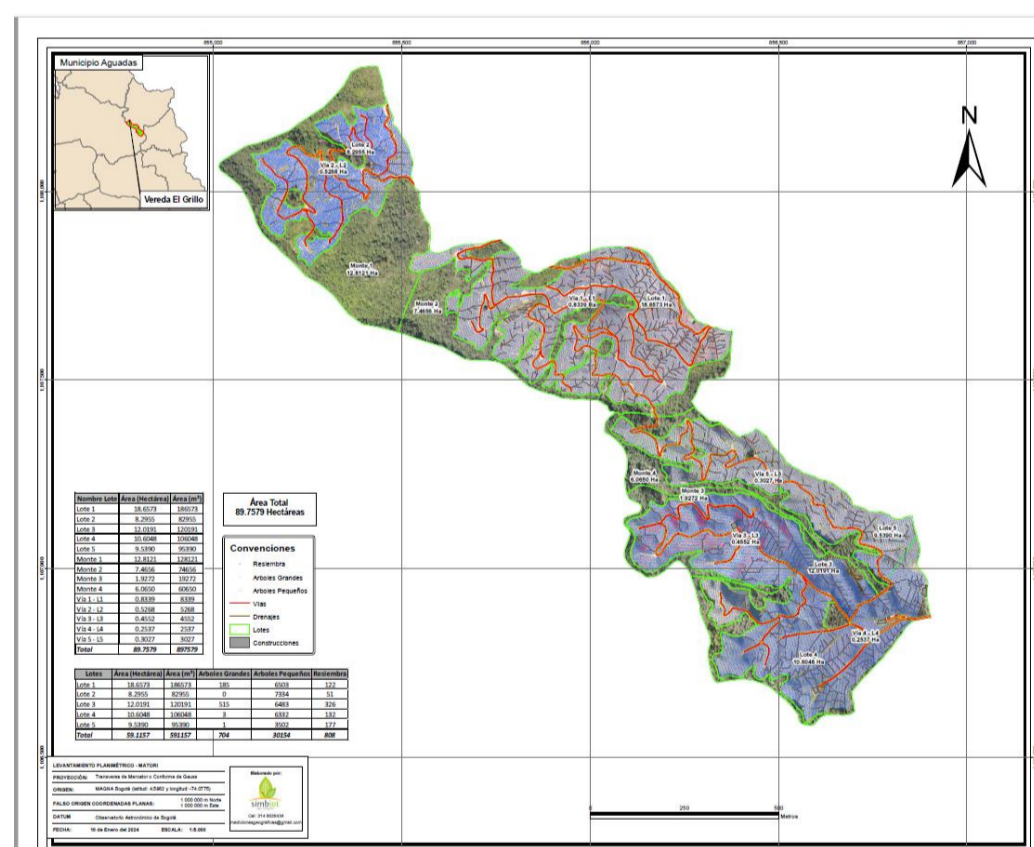 855,000 855,500 856,000 856,500 857,000
Municipio Aguadas
Vereda El Grillo
N
Lote 2
8.2955 Ha
Vía 2 - L2
0.5268 Ha
Monte 1
12.8121 Ha
Monte 2
7.4656 Ha
Vía 1 - L1
0.8339 Ha
Lote 1
18.6573 Ha
Monte 4
6.0650 Ha
Vía 5 - L5
0.3027 Ha
Monte 3
1.9272 Ha
Vía 3 - L3
0.4552 Ha
Lote 5
9.5390 Ha
Lote 3
12.0191 Ha
Vía 4 - L4
0.2537 Ha
Lote 4
10.6048 Ha
Nombre Lote Área (Hectárea) Área (m²)
Lote 1 18.6573 186573
Lote 2 8.2955 82955
Lote 3 12.0191 120191
Lote 4 10.6048 106048
Lote 5 9.5390 95390
Monte 1 12.8121 128121
Monte 2 7.4656 74656
Monte 3 1.9272 19272
Monte 4 6.0650 60650
Vía 1 - L1 0.8339 8339
Vía 2 - L2 0.5268 5268
Vía 3 - L3 0.4552 4552
Vía 4 - L4 0.2537 2537
Vía 5 - L5 0.3027 3027
Total 89.7579 897579
Área Total
89.7579 Hectáreas
Convenciones
Resiembra
Arboles Grandes
Arboles Pequeños
Vías
Drenajes
Lotes
Construcciones
Lotes Área (Hectárea) Área (m²) Arboles Grandes Arboles Pequeños Resiembra
Lote 1 18.6573 186573 185 6503 122
Lote 2 8.2955 82955 0 7334 51
Lote 3 12.0191 120191 515 6483 326
Lote 4 10.6048 106048 3 6332 132
Lote 5 9.5390 95390 1 3502 177
Total 59.1157 591157 704 30154 808
LEVANTAMIENTO PLANIMÉTRICO - MATORI
PROYECCIÓN: Transversa de Mercator o Conforme de Gauss
ORIGEN: MAGNA Bogotá
FALSO ORIGEN COORDENADAS PLANAS: 1 000 000 m Norte
1 000 000 m Este
DATUM Observatorio Astronómico de Bogotá
FECHA: 10 de Enero del 2024 ESCALA: 1:5.000
Elaborado por:
0 250 500
Metros